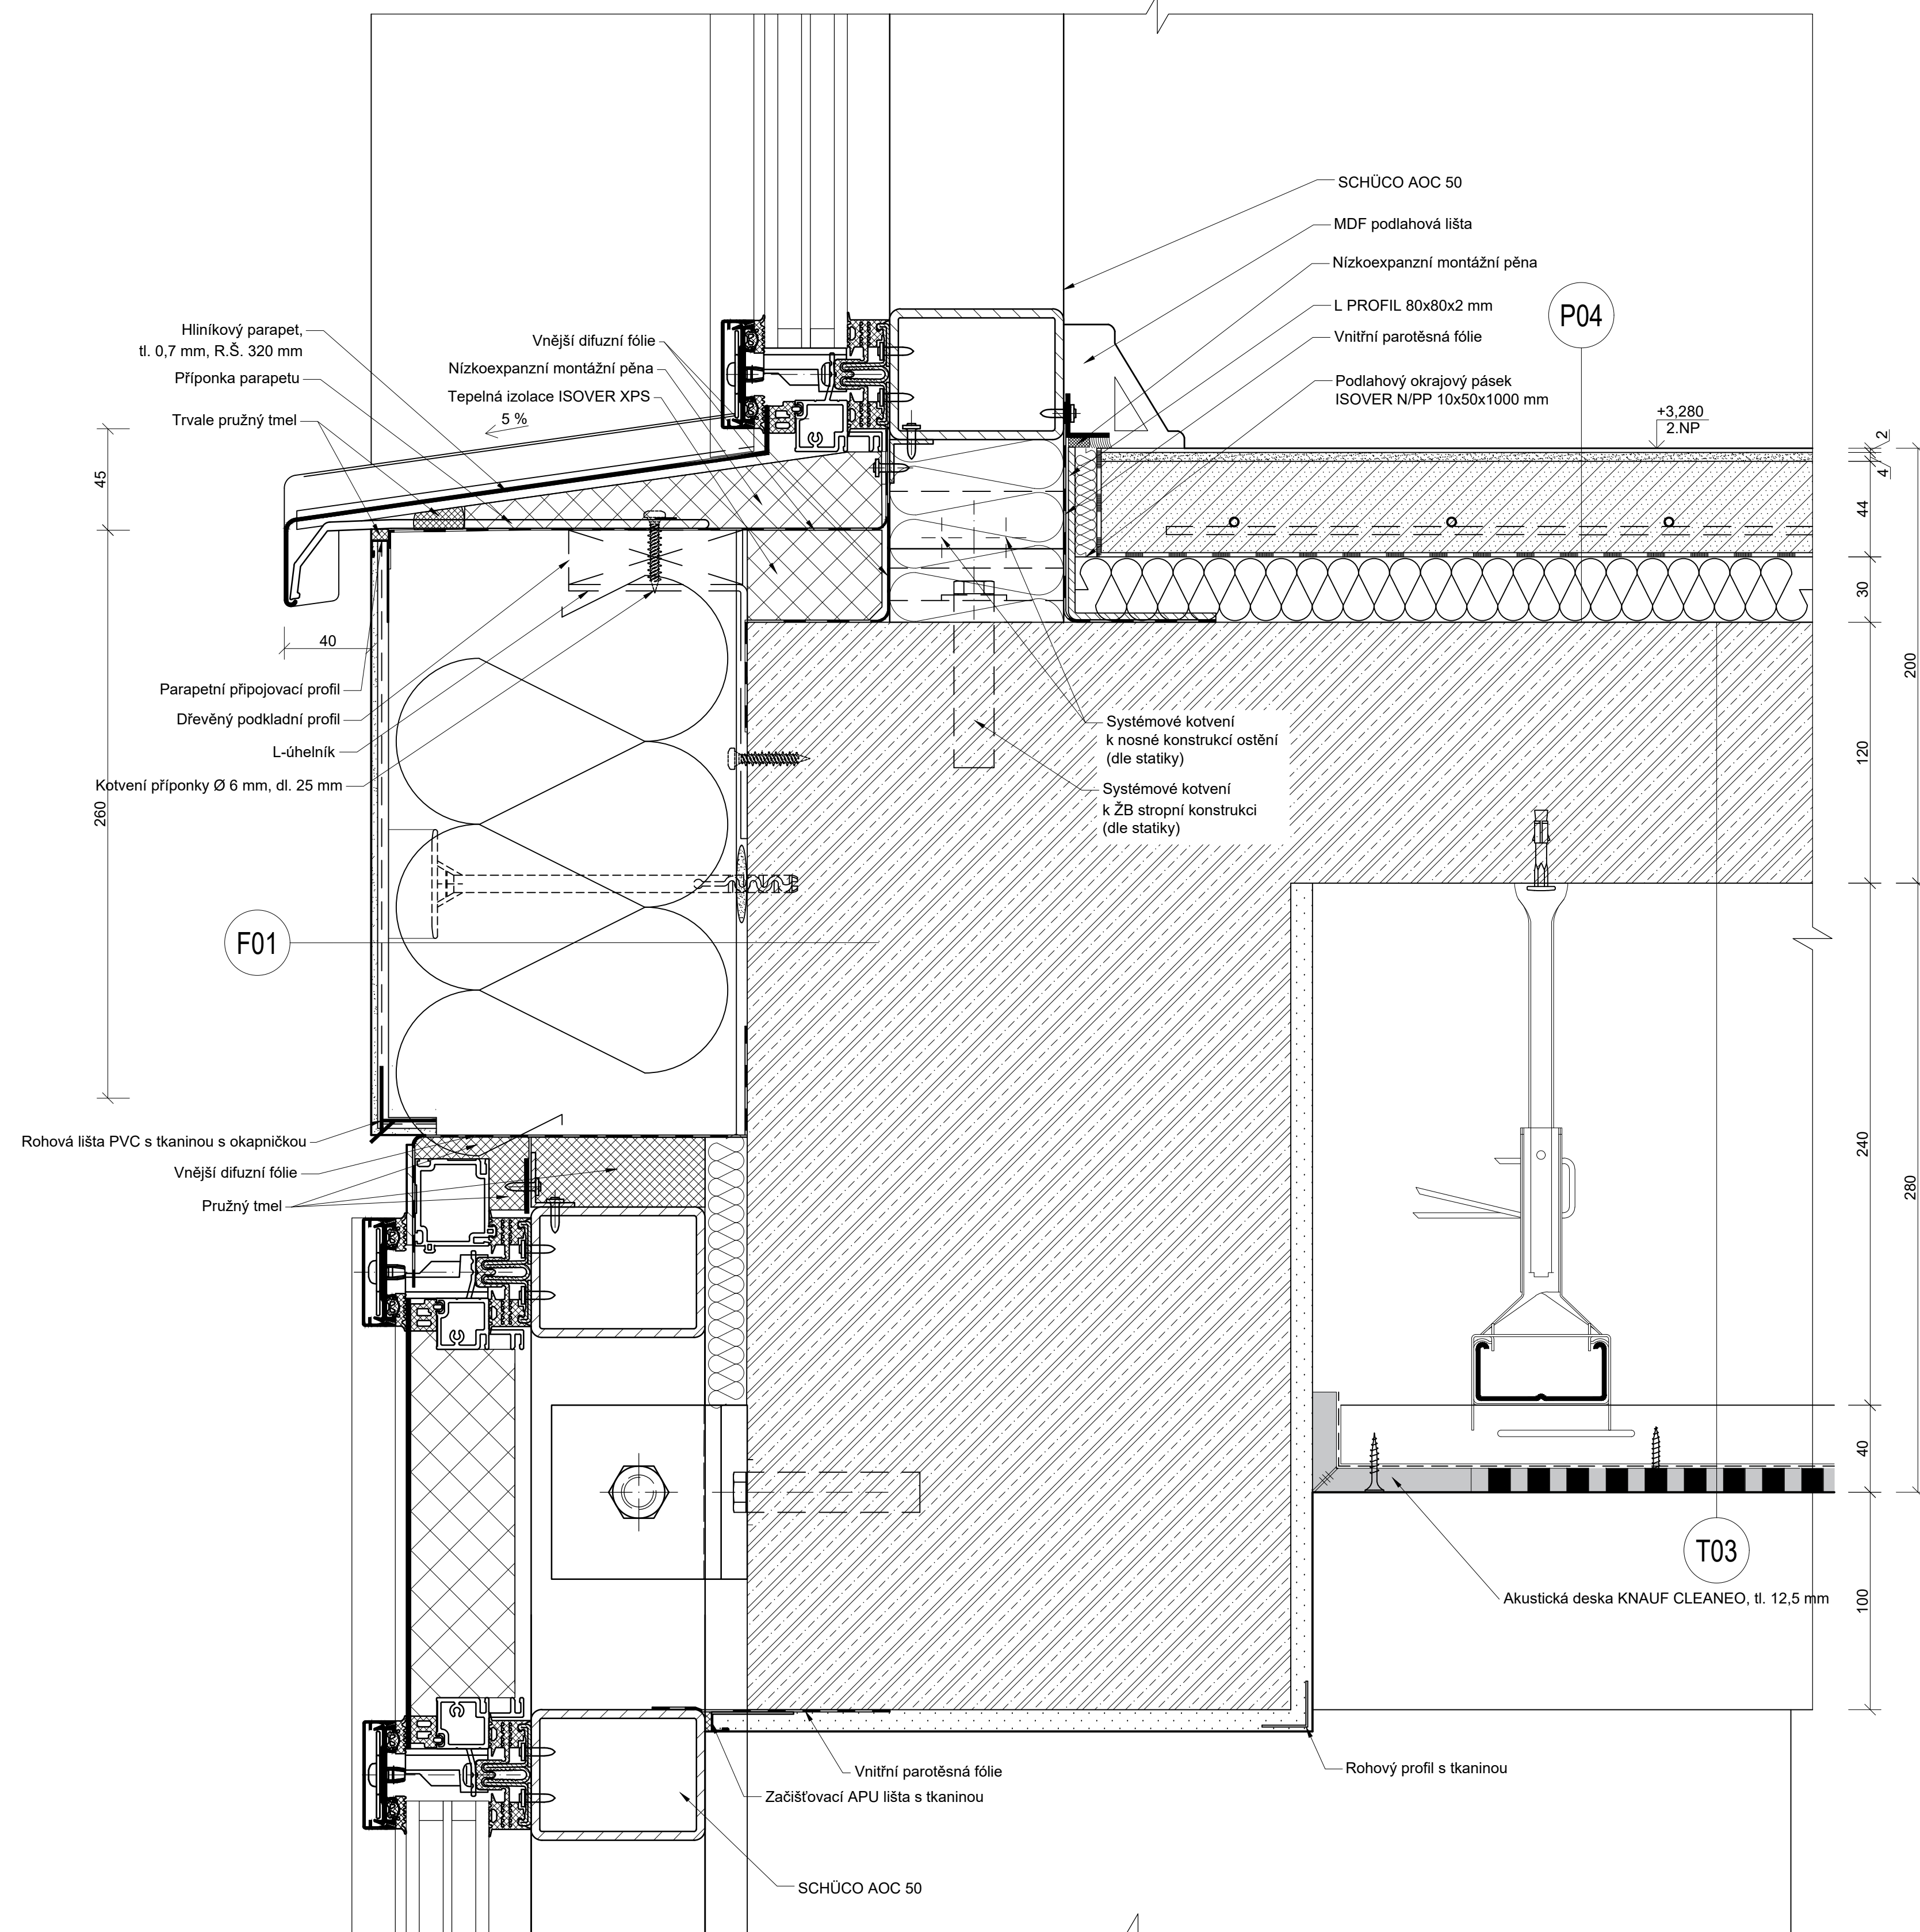 SCHÜCO AOC 50
MDF podlahová lišta
Nízkoexpanzní montážní pěna
L PROFIL 80x80x2 mm
Vnitřní parotěsná fólie
Podlahový okrajový pásek
ISOVER N/PP 10x50x1000 mm
P04
+3,280
2.NP
Hliníkový parapet,
tl. 0,7 mm, R.Š. 320 mm
Příponka parapetu
Trvale pružný tmel
Vnější difuzní fólie
Nízkoexpanzní montážní pěna
Tepelná izolace ISOVER XPS
5 %
45
40
260
Parapetní připojovací profil
Dřevěný podkladní profil
L-úhelník
Kotvení příponky Ø 6 mm, dl. 25 mm
F01
Systémové kotvení
k nosné konstrukcí ostění
(dle statiky)
Systémové kotvení
k ŽB stropní konstrukci
(dle statiky)
2
4
44
30
200
120
240
280
40
100
Rohová lišta PVC s tkaninou s okapničkou
Vnější difuzní fólie
Pružný tmel
T03
Akustická deska KNAUF CLEANEO, tl. 12,5 mm
Vnitřní parotěsná fólie
Začišťovací APU lišta s tkaninou
Rohový profil s tkaninou
SCHÜCO AOC 50